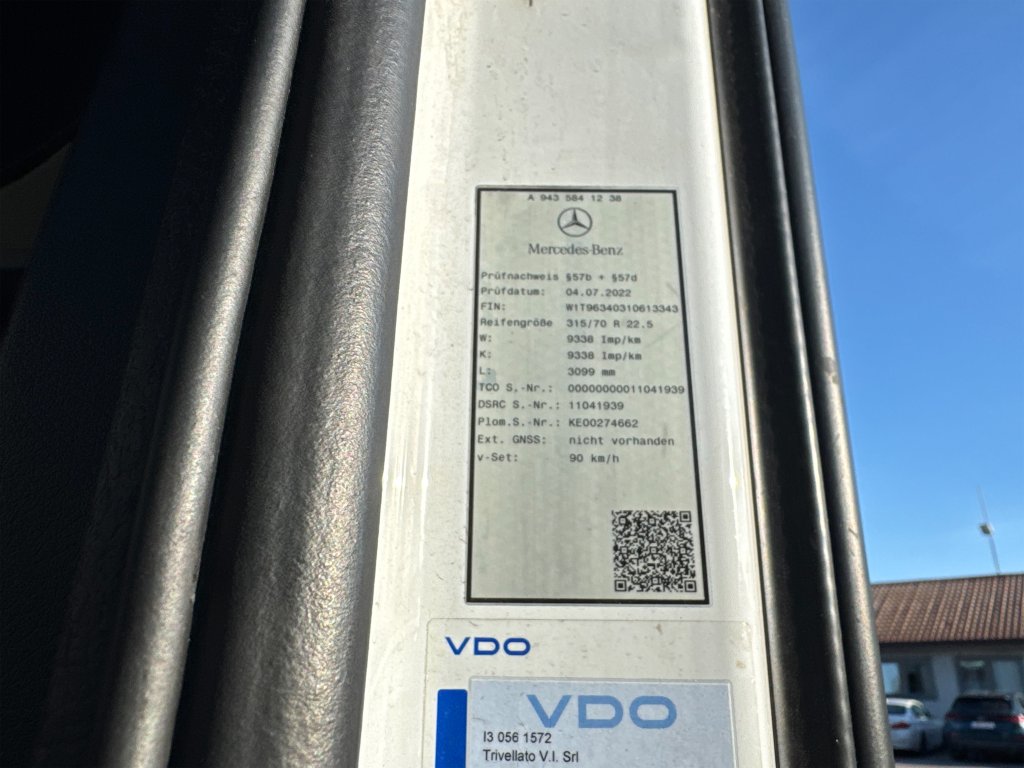 A 943 584 12 38
Mercedes-Benz
Prüfnachweis §57b + §57d
Prüfdatum: 04.07.2022
FIN: W1T96340310613343
Reifengröße 315/70 R 22.5
W: 9338 Imp/km
K: 9338 Imp/km
L: 3099 mm
TCO S.-Nr.: 00000000011041939
DSRC S.-Nr.: 11041939
Plom.S.-Nr.: KE00274662
Ext. GNSS: nicht vorhanden
v-Set: 90 km/h
VDO
VDO
I3 056 1572
Trivellato V.I. Srl